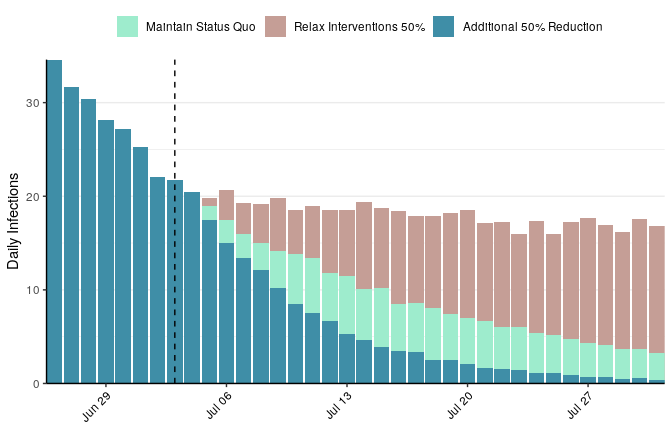 Maintain Status Quo Relax Interventions 50% Additional 50% Reduction
Daily Infections
30
20
10
0
Jun 29 Jul 06 Jul 13 Jul 20 Jul 27